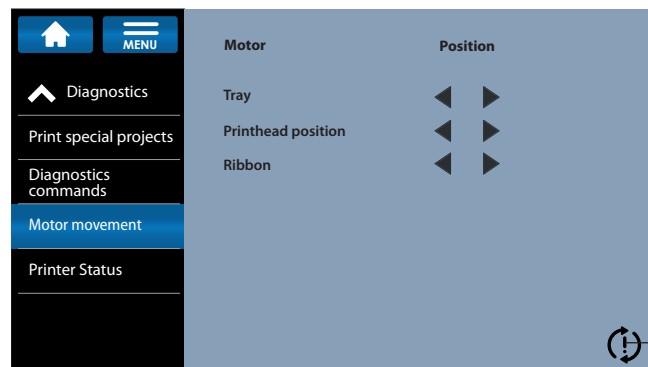 MENU
Diagnostics
Print special projects
Diagnostics
commands
Motor movement
Printer Status
Motor Position
Tray
Printhead position
Ribbon